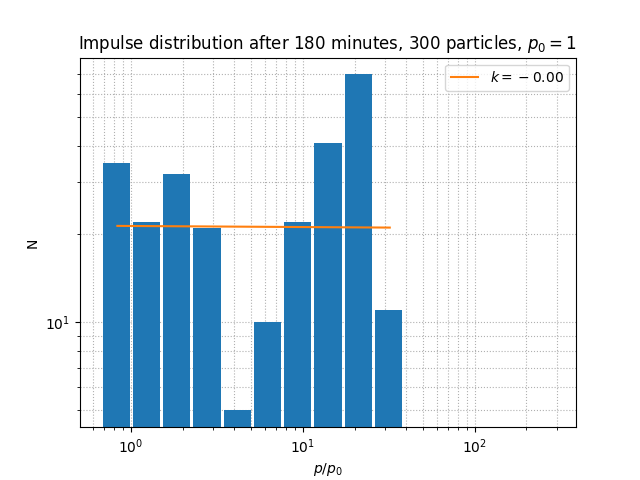 Impulse distribution after 180 minutes, 300 particles, $p_0 = 1$
$k = -0.00$
N
$10^1$
$10^0$ $10^1$ $10^2$
$p/p_0$